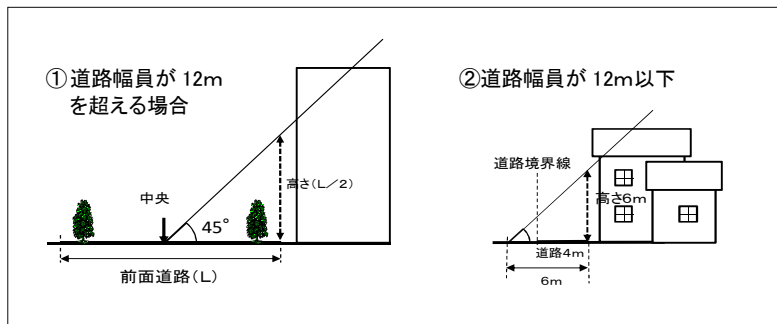 ①道路幅員が 12m
を超える場合
中央
45°
高さ(L/2)
前面道路(L)
②道路幅員が 12m以下
道路境界線
高さ6m
道路4m
6m